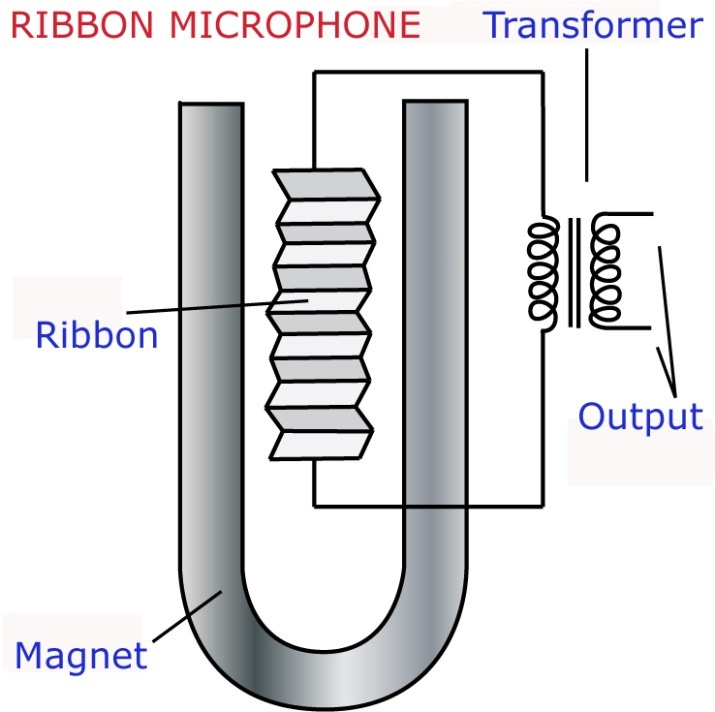 RIBBON MICROPHONE
Transformer
Ribbon
Output
Magnet